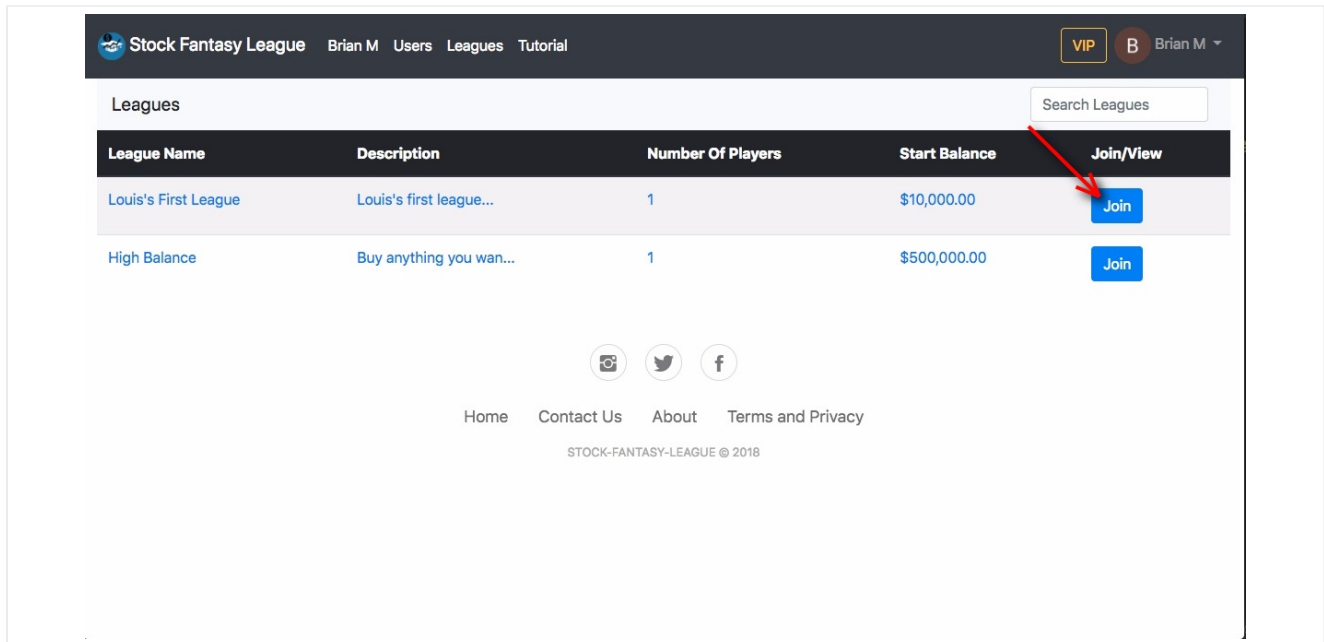 Stock Fantasy League Brian M Users Leagues Tutorial VIP B Brian M
Leagues Search Leagues
League Name Description Number Of Players Start Balance Join/View
Louis's First League Louis's first league... 1 $10,000.00 Join
High Balance Buy anything you wan... 1 $500,000.00 Join
f
Home Contact Us About Terms and Privacy
STOCK-FANTASY-LEAGUE © 2018